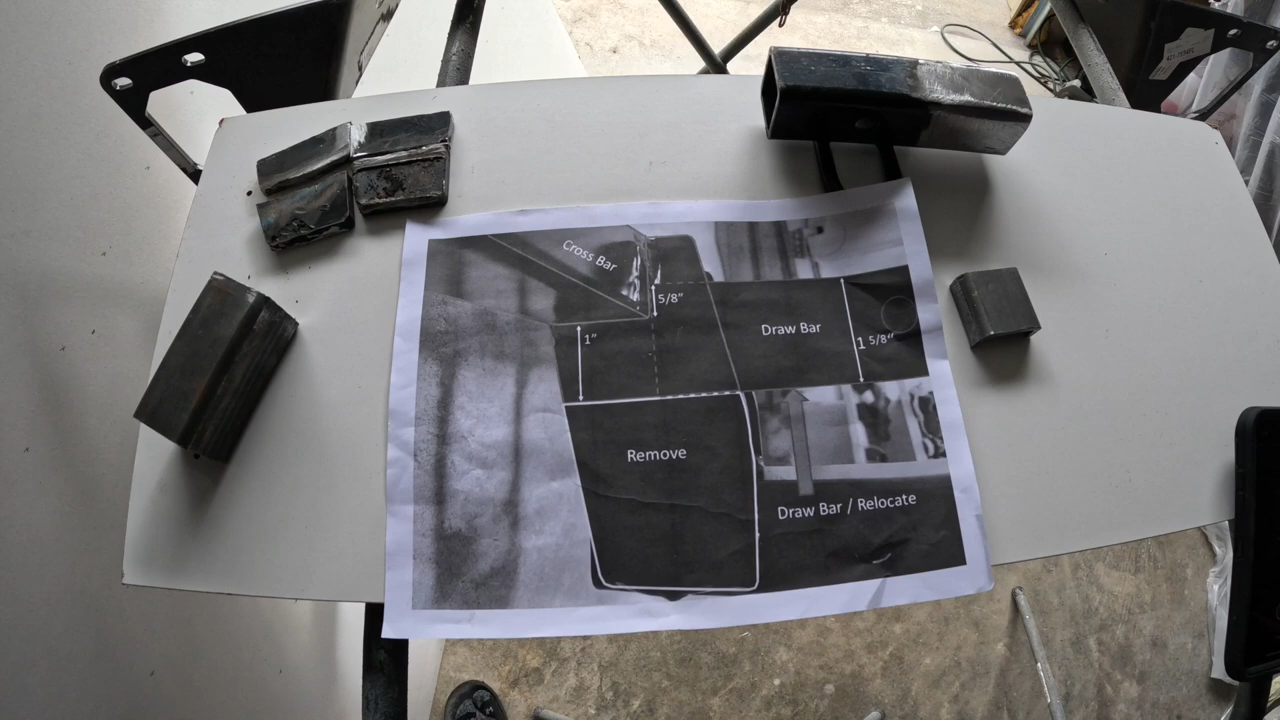 Cross Bar
5/8"
1"
Draw Bar
1 5/8"
Remove
Draw Bar / Relocate